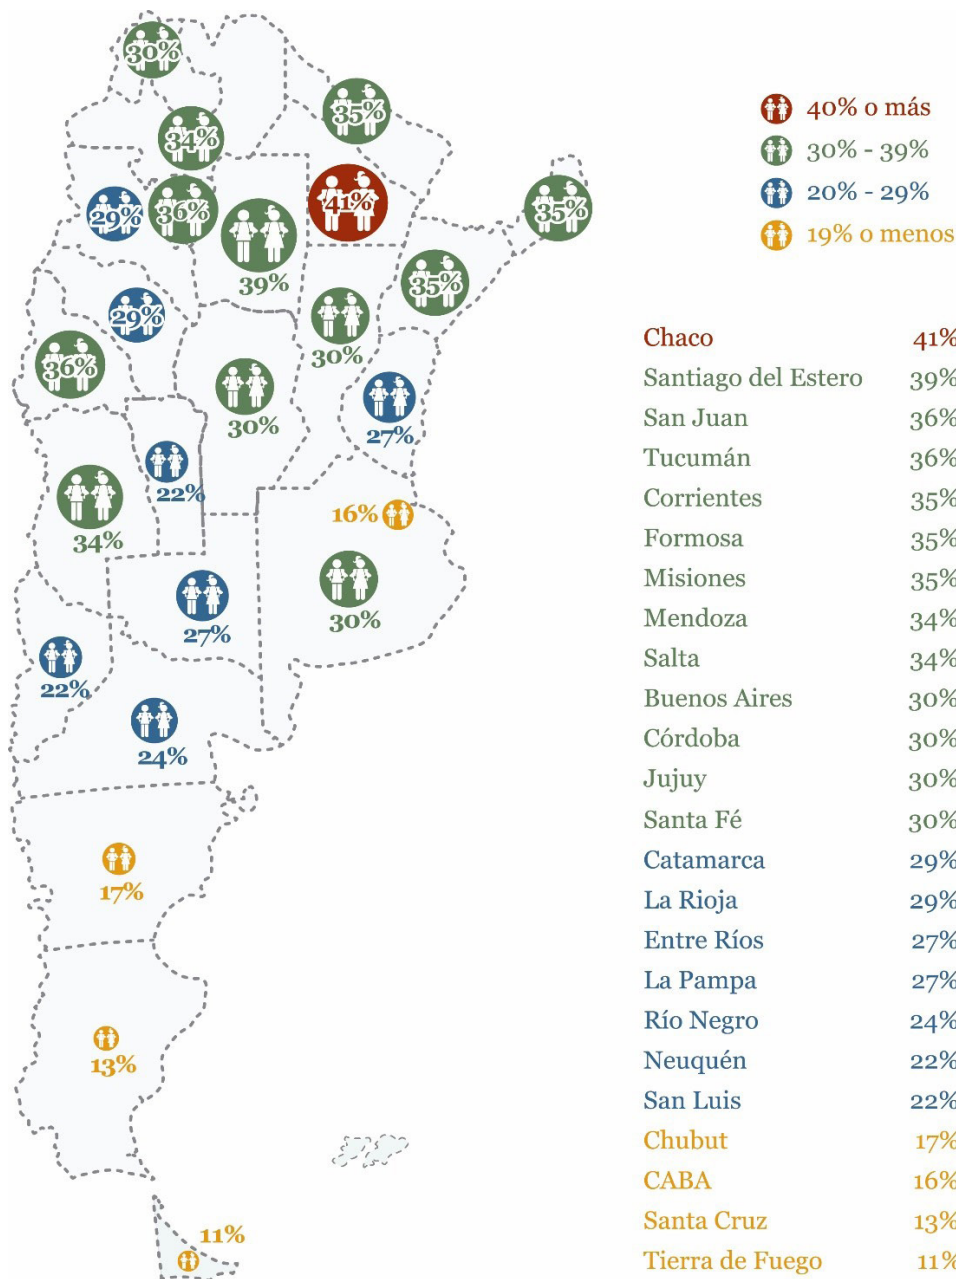 30%
35%
34%
41%
29%
36%
35%
39%
35%
29%
30%
36%
30%
27%
22%
34%
16%
30%
27%
22%
24%
17%
13%
11%
40% o más
30% - 39%
20% - 29%
19% o menos
Chaco 41%
Santiago del Estero 39%
San Juan 36%
Tucumán 36%
Corrientes 35%
Formosa 35%
Misiones 35%
Mendoza 34%
Salta 34%
Buenos Aires 30%
Córdoba 30%
Jujuy 30%
Santa Fé 30%
Catamarca 29%
La Rioja 29%
Entre Ríos 27%
La Pampa 27%
Río Negro 24%
Neuquén 22%
San Luis 22%
Chubut 17%
CABA 16%
Santa Cruz 13%
Tierra de Fuego 11%